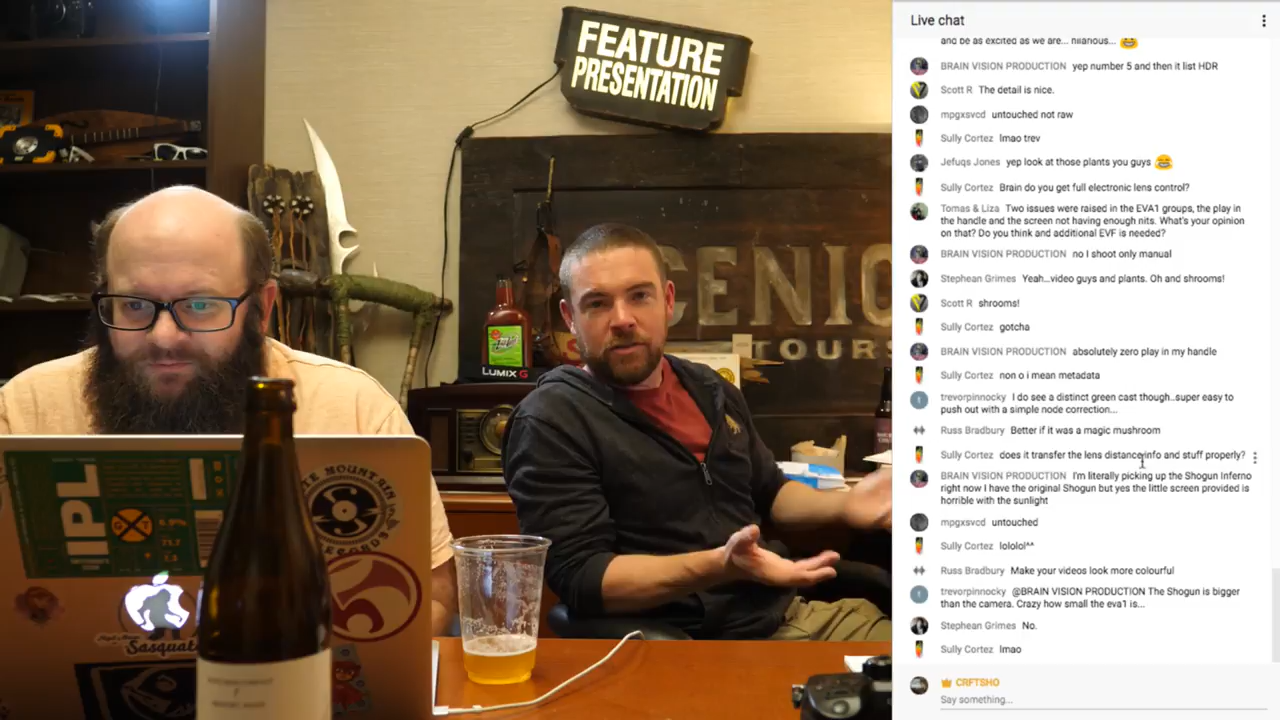 FEATURE
PRESENTATION
SCENIC
TOURS
LUMIX G
IPL
Sasquatch
Live chat
and be as excited as we are... hilarious... 😂
BRAIN VISION PRODUCTION yep number 5 and then it list HDR
Scott R The detail is nice.
mpgxsvcd untouched not raw
Sully Cortez lmao trev
Jefuqs Jones yep look at those plants you guys 😂
Sully Cortez Brain do you get full electronic lens control?
Tomas & Liza Two issues were raised in the EVA1 groups, the play in
the handle and the screen not having enough nits. What's your opinion
on that? Do you think and additional EVF is needed?
BRAIN VISION PRODUCTION no I shoot only manual
Stephean Grimes Yeah...video guys and plants. Oh and shrooms!
Scott R shrooms!
Sully Cortez gotcha
BRAIN VISION PRODUCTION absolutely zero play in my handle
Sully Cortez non o i mean metadata
trevorpinnocky I do see a distinct green cast though..super easy to
push out with a simple node correction...
Russ Bradbury Better if it was a magic mushroom
Sully Cortez does it transfer the lens distance info and stuff properly?
BRAIN VISION PRODUCTION I'm literally picking up the Shogun Inferno
right now I have the original Shogun but yes the little screen provided is
horrible with the sunlight
mpgxsvcd untouched
Sully Cortez lololol^^
Russ Bradbury Make your videos look more colourful
trevorpinnocky @BRAIN VISION PRODUCTION The Shogun is bigger
than the camera. Crazy how small the eva1 is...
Stephean Grimes No.
Sully Cortez lmao
CRFTSHO
Say something...